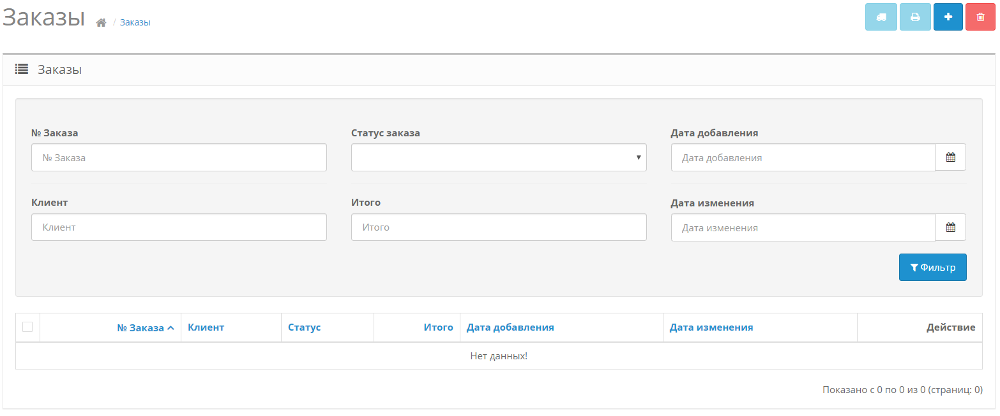 Заказы
/ Заказы
Заказы
№ Заказа Статус заказа Дата добавления
№ Заказа Дата добавления
Клиент Итого Дата изменения
Клиент Итого Дата изменения
Фильтр
№ Заказа Клиент Статус Итого Дата добавления Дата изменения Действие
Нет данных!
Показано с 0 по 0 из 0 (страниц: 0)